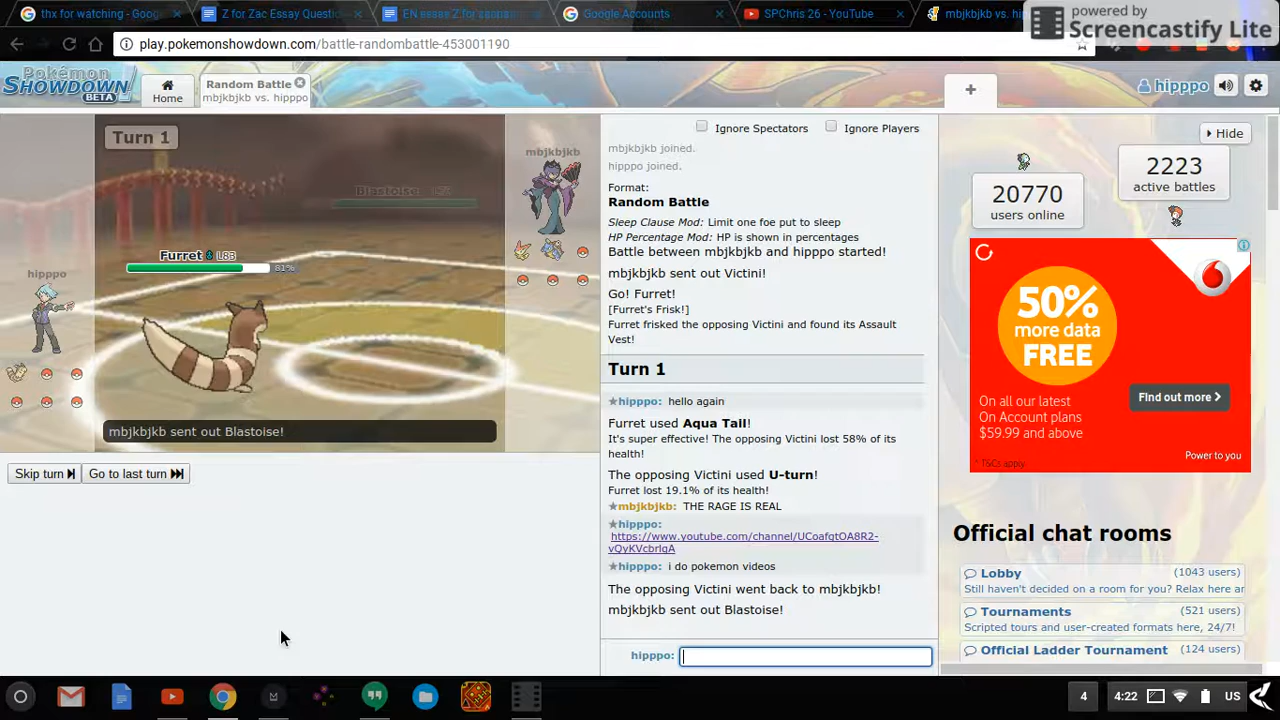 thx for watching - Goog
Z for Zac Essay Questi
EN essay Z for zachari
Google Accounts
SPChris 26 - YouTube
mbjkbjkb vs. hi
powered by
Screencastify Lite
play.pokemonshowdown.com/battle-randombattle-453001190
Pokémon
Showdown
BETA
Home
Random Battle
mbjkbjkb vs. hipppo
+
hipppo
Turn 1
mbjkbjkb
Blastoise
Furret L83
81%
hipppo
mbjkbjkb sent out Blastoise!
Skip turn
Go to last turn
Ignore Spectators
Ignore Players
mbjkbjkb joined.
hipppo joined.
Format:
Random Battle
Sleep Clause Mod: Limit one foe put to sleep
HP Percentage Mod: HP is shown in percentages
Battle between mbjkbjkb and hipppo started!
mbjkbjkb sent out Victini!
Go! Furret!
[Furret's Frisk!]
Furret frisked the opposing Victini and found its Assault
Vest!
Turn 1
★hipppo: hello again
Furret used Aqua Tail!
It's super effective! The opposing Victini lost 58% of its
health!
The opposing Victini used U-turn!
Furret lost 19.1% of its health!
★mbjkbjkb: THE RAGE IS REAL
★hipppo:
https://www.youtube.com/channel/UCoafqtOA8R2-
vQyKVcbrlqA
★hipppo: i do pokemon videos
The opposing Victini went back to mbjkbjkb!
mbjkbjkb sent out Blastoise!
hipppo:
Hide
20770
users online
2223
active battles
50%
more data
FREE
On all our latest
On Account plans
$59.99 and above
Find out more
*TSCs apply
Power to you
Official chat rooms
Lobby
(1043 users)
Still haven't decided on a room for you? Relax here ar
Tournaments
(521 users)
Scripted tours and user-created formats here, 24/7!
Official Ladder Tournament
(124 users)
4
4:22
US